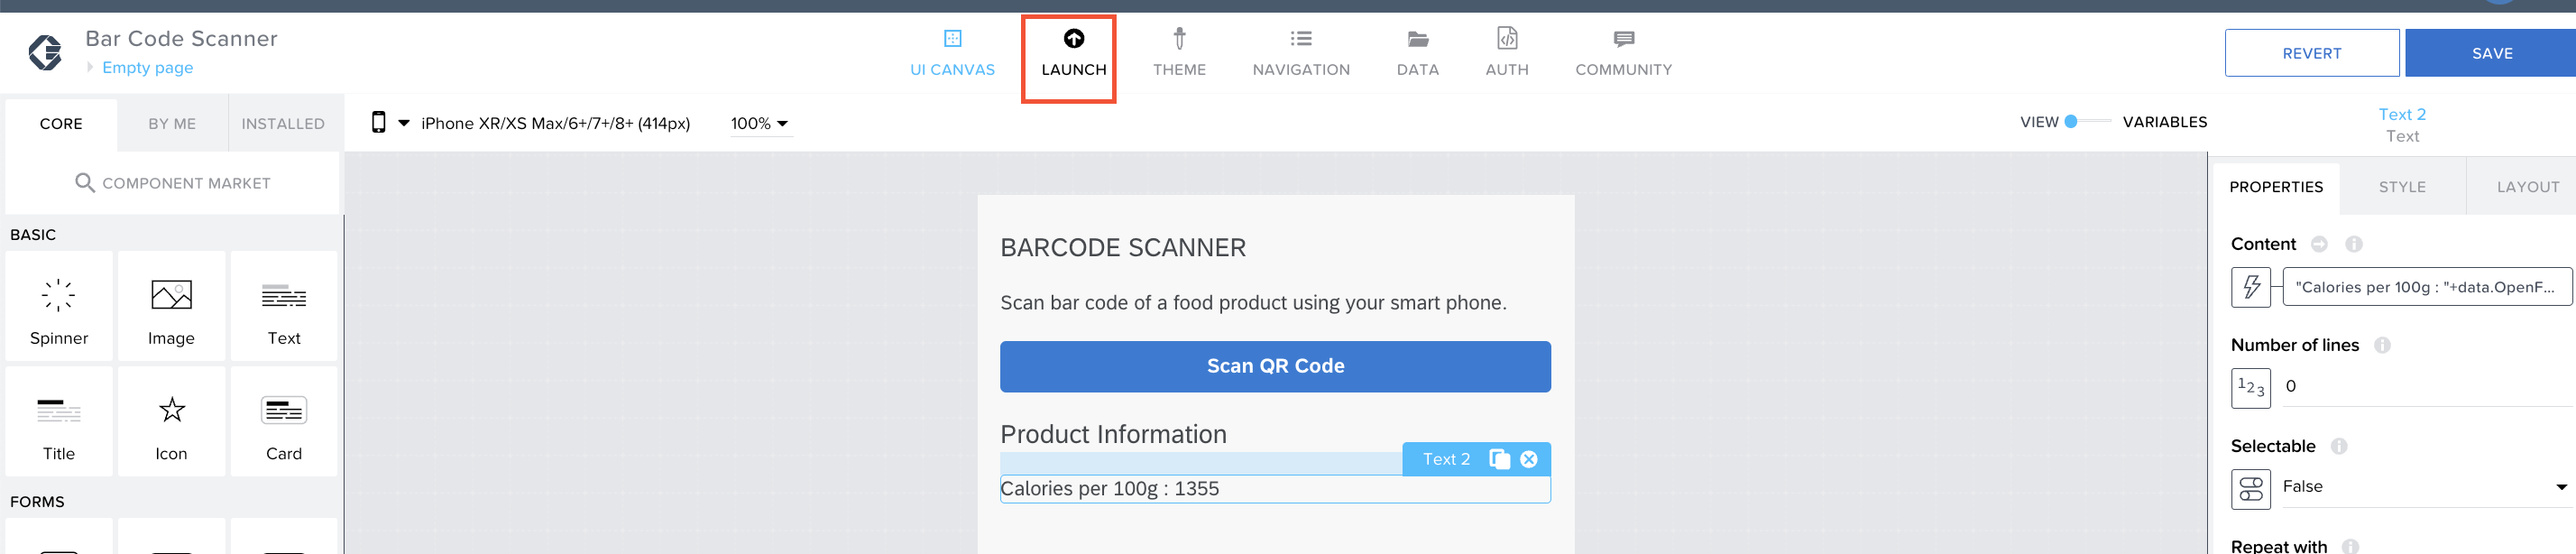 Bar Code Scanner
Empty page
UI CANVAS
LAUNCH
THEME
NAVIGATION
DATA
AUTH
COMMUNITY
REVERT
SAVE
CORE
BY ME
INSTALLED
iPhone XR/XS Max/6+/7+/8+ (414px)
100%
VIEW
VARIABLES
Text 2
Text
COMPONENT MARKET
PROPERTIES
STYLE
LAYOUT
BASIC
Spinner
Image
Text
Title
Icon
Card
FORMS
BARCODE SCANNER
Scan bar code of a food product using your smart phone.
Scan QR Code
Product Information
Text 2
Calories per 100g : 1355
Content
"Calories per 100g : "+data.OpenF...
Number of lines
123
0
Selectable
False
Repeat with